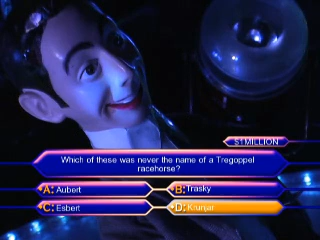 $1 MILLION
Which of these was never the name of a Tregoppel
racehorse?
A: Aubert
B: Trasky
C: Esbert
D: Krunjar